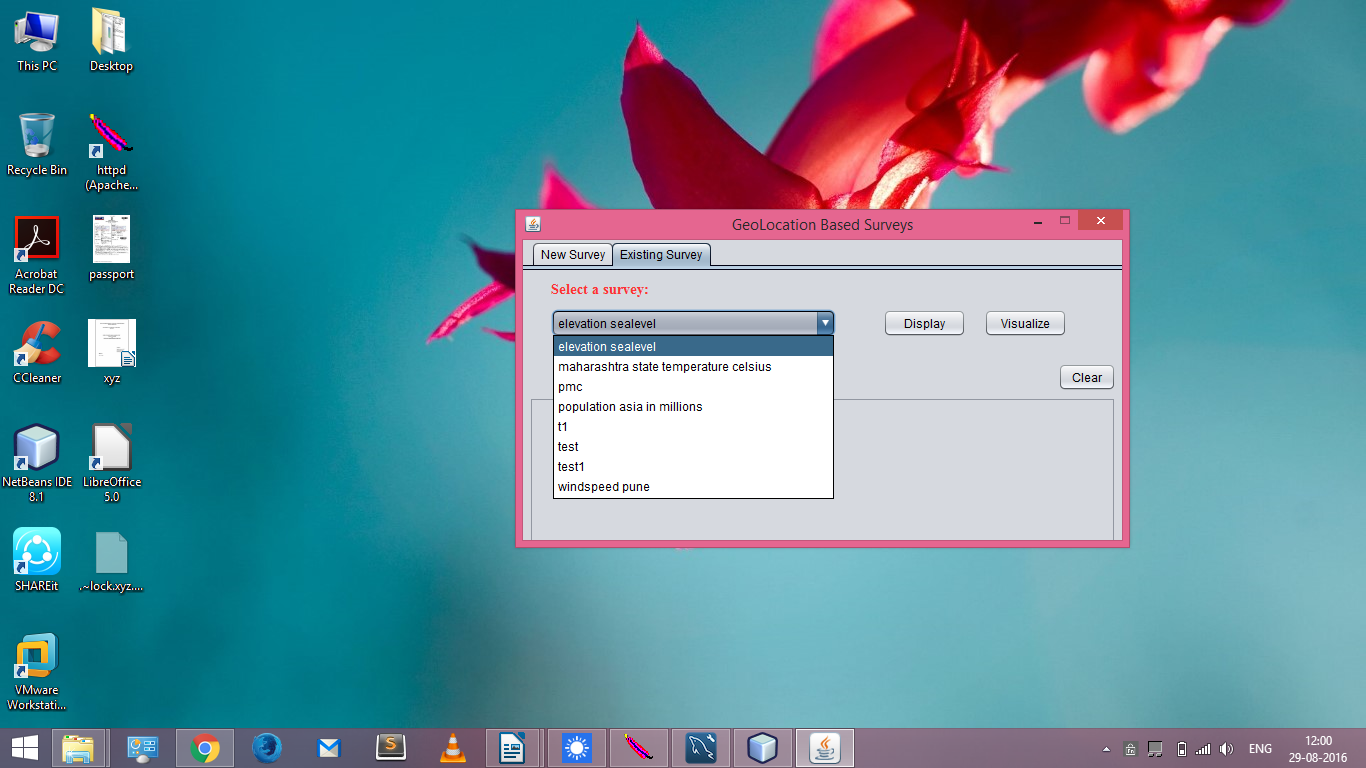 This PC
Desktop
Recycle Bin
httpd
(Apache...
Acrobat
Reader DC
passport
CCleaner
xyz
NetBeans IDE
8.1
LibreOffice
5.0
SHAREit
.~lock.xyz....
VMware
Workstati...
GeoLocation Based Surveys
New Survey
Existing Survey
Select a survey:
elevation sealevel
Display
Visualize
elevation sealevel
maharashtra state temperature celsius
pmc
population asia in millions
t1
test
test1
windspeed pune
Clear
ENG
12:00
29-08-2016